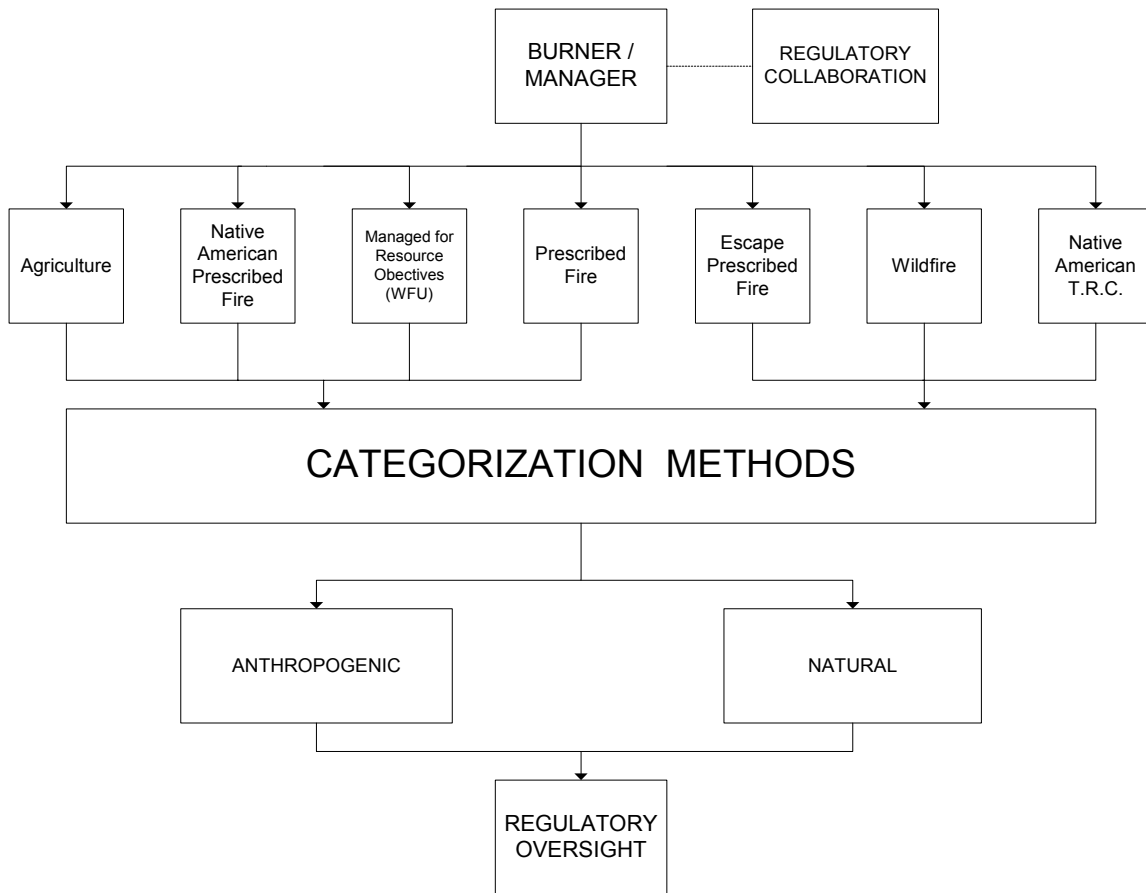 BURNER /
MANAGER
REGULATORY
COLLABORATION
Agriculture
Native
American
Prescribed
Fire
Managed for
Resource
Obectives
(WFU)
Prescribed
Fire
Escape
Prescribed
Fire
Wildfire
Native
American
T.R.C.
CATEGORIZATION METHODS
ANTHROPOGENIC
NATURAL
REGULATORY
OVERSIGHT